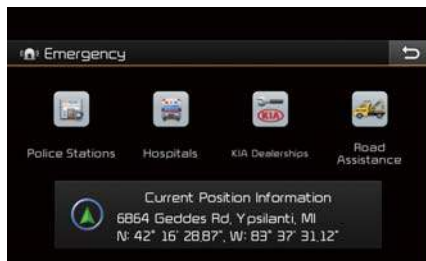 Emergency
Police Stations
Hospitals
KIA
KIA Dealerships
Road
Assistance
Current Position Information
6864 Geddes Rd, Ypsilanti, MI
N: 42° 16' 28.87", W: 83° 37' 31.12"